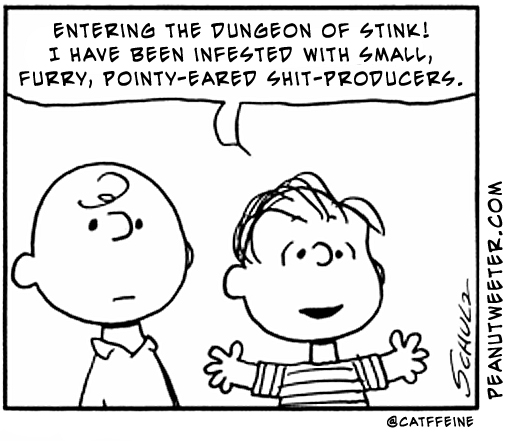 ENTERING THE DUNGEON OF STINK!
I HAVE BEEN INFESTED WITH SMALL,
FURRY, POINTY-EARED SHIT-PRODUCERS.
SCHULZ
PEANUTWEETER.COM
@CATFFEINE